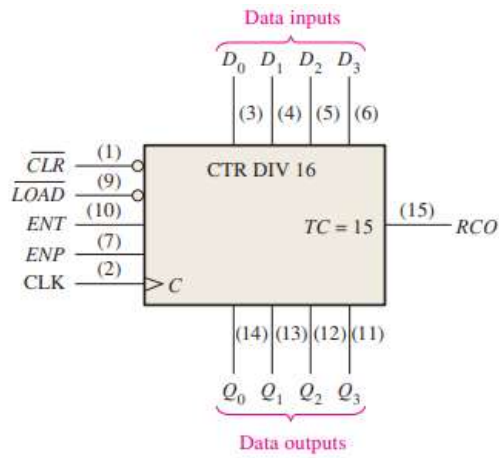 Data inputs
D0 D1 D2 D3
(3) (4) (5) (6)
CLR (1)
LOAD (9)
ENT (10)
ENP (7)
CLK (2)
C
CTR DIV 16
TC = 15
(15) RCO
(14) (13) (12) (11)
Q0 Q1 Q2 Q3
Data outputs